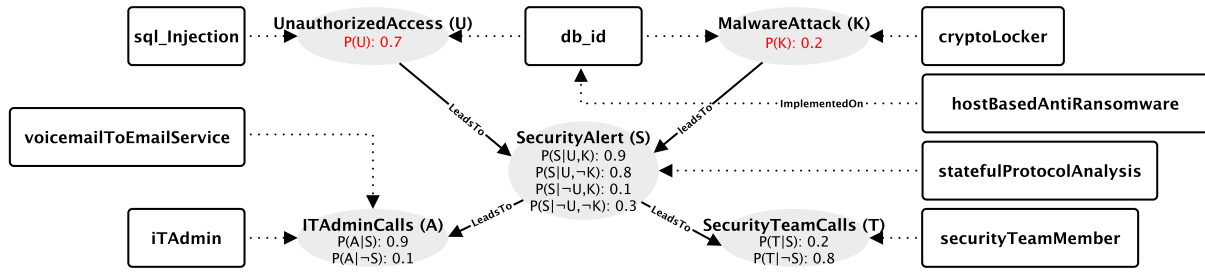 sql_Injection
UnauthorizedAccess (U)
P(U): 0.7
db_id
MalwareAttack (K)
P(K): 0.2
cryptoLocker
hostBasedAntiRansomware
ImplementedOn
LeadsTo
leadsTo
voicemailToEmailService
SecurityAlert (S)
P(S|U,K): 0.9
P(S|U,¬K): 0.8
P(S|¬U,K): 0.1
P(S|¬U,¬K): 0.3
statefulProtocolAnalysis
LeadsTo
LeadsTo
iTAdmin
ITAdminCalls (A)
P(A|S): 0.9
P(A|¬S): 0.1
SecurityTeamCalls (T)
P(T|S): 0.2
P(T|¬S): 0.8
securityTeamMember